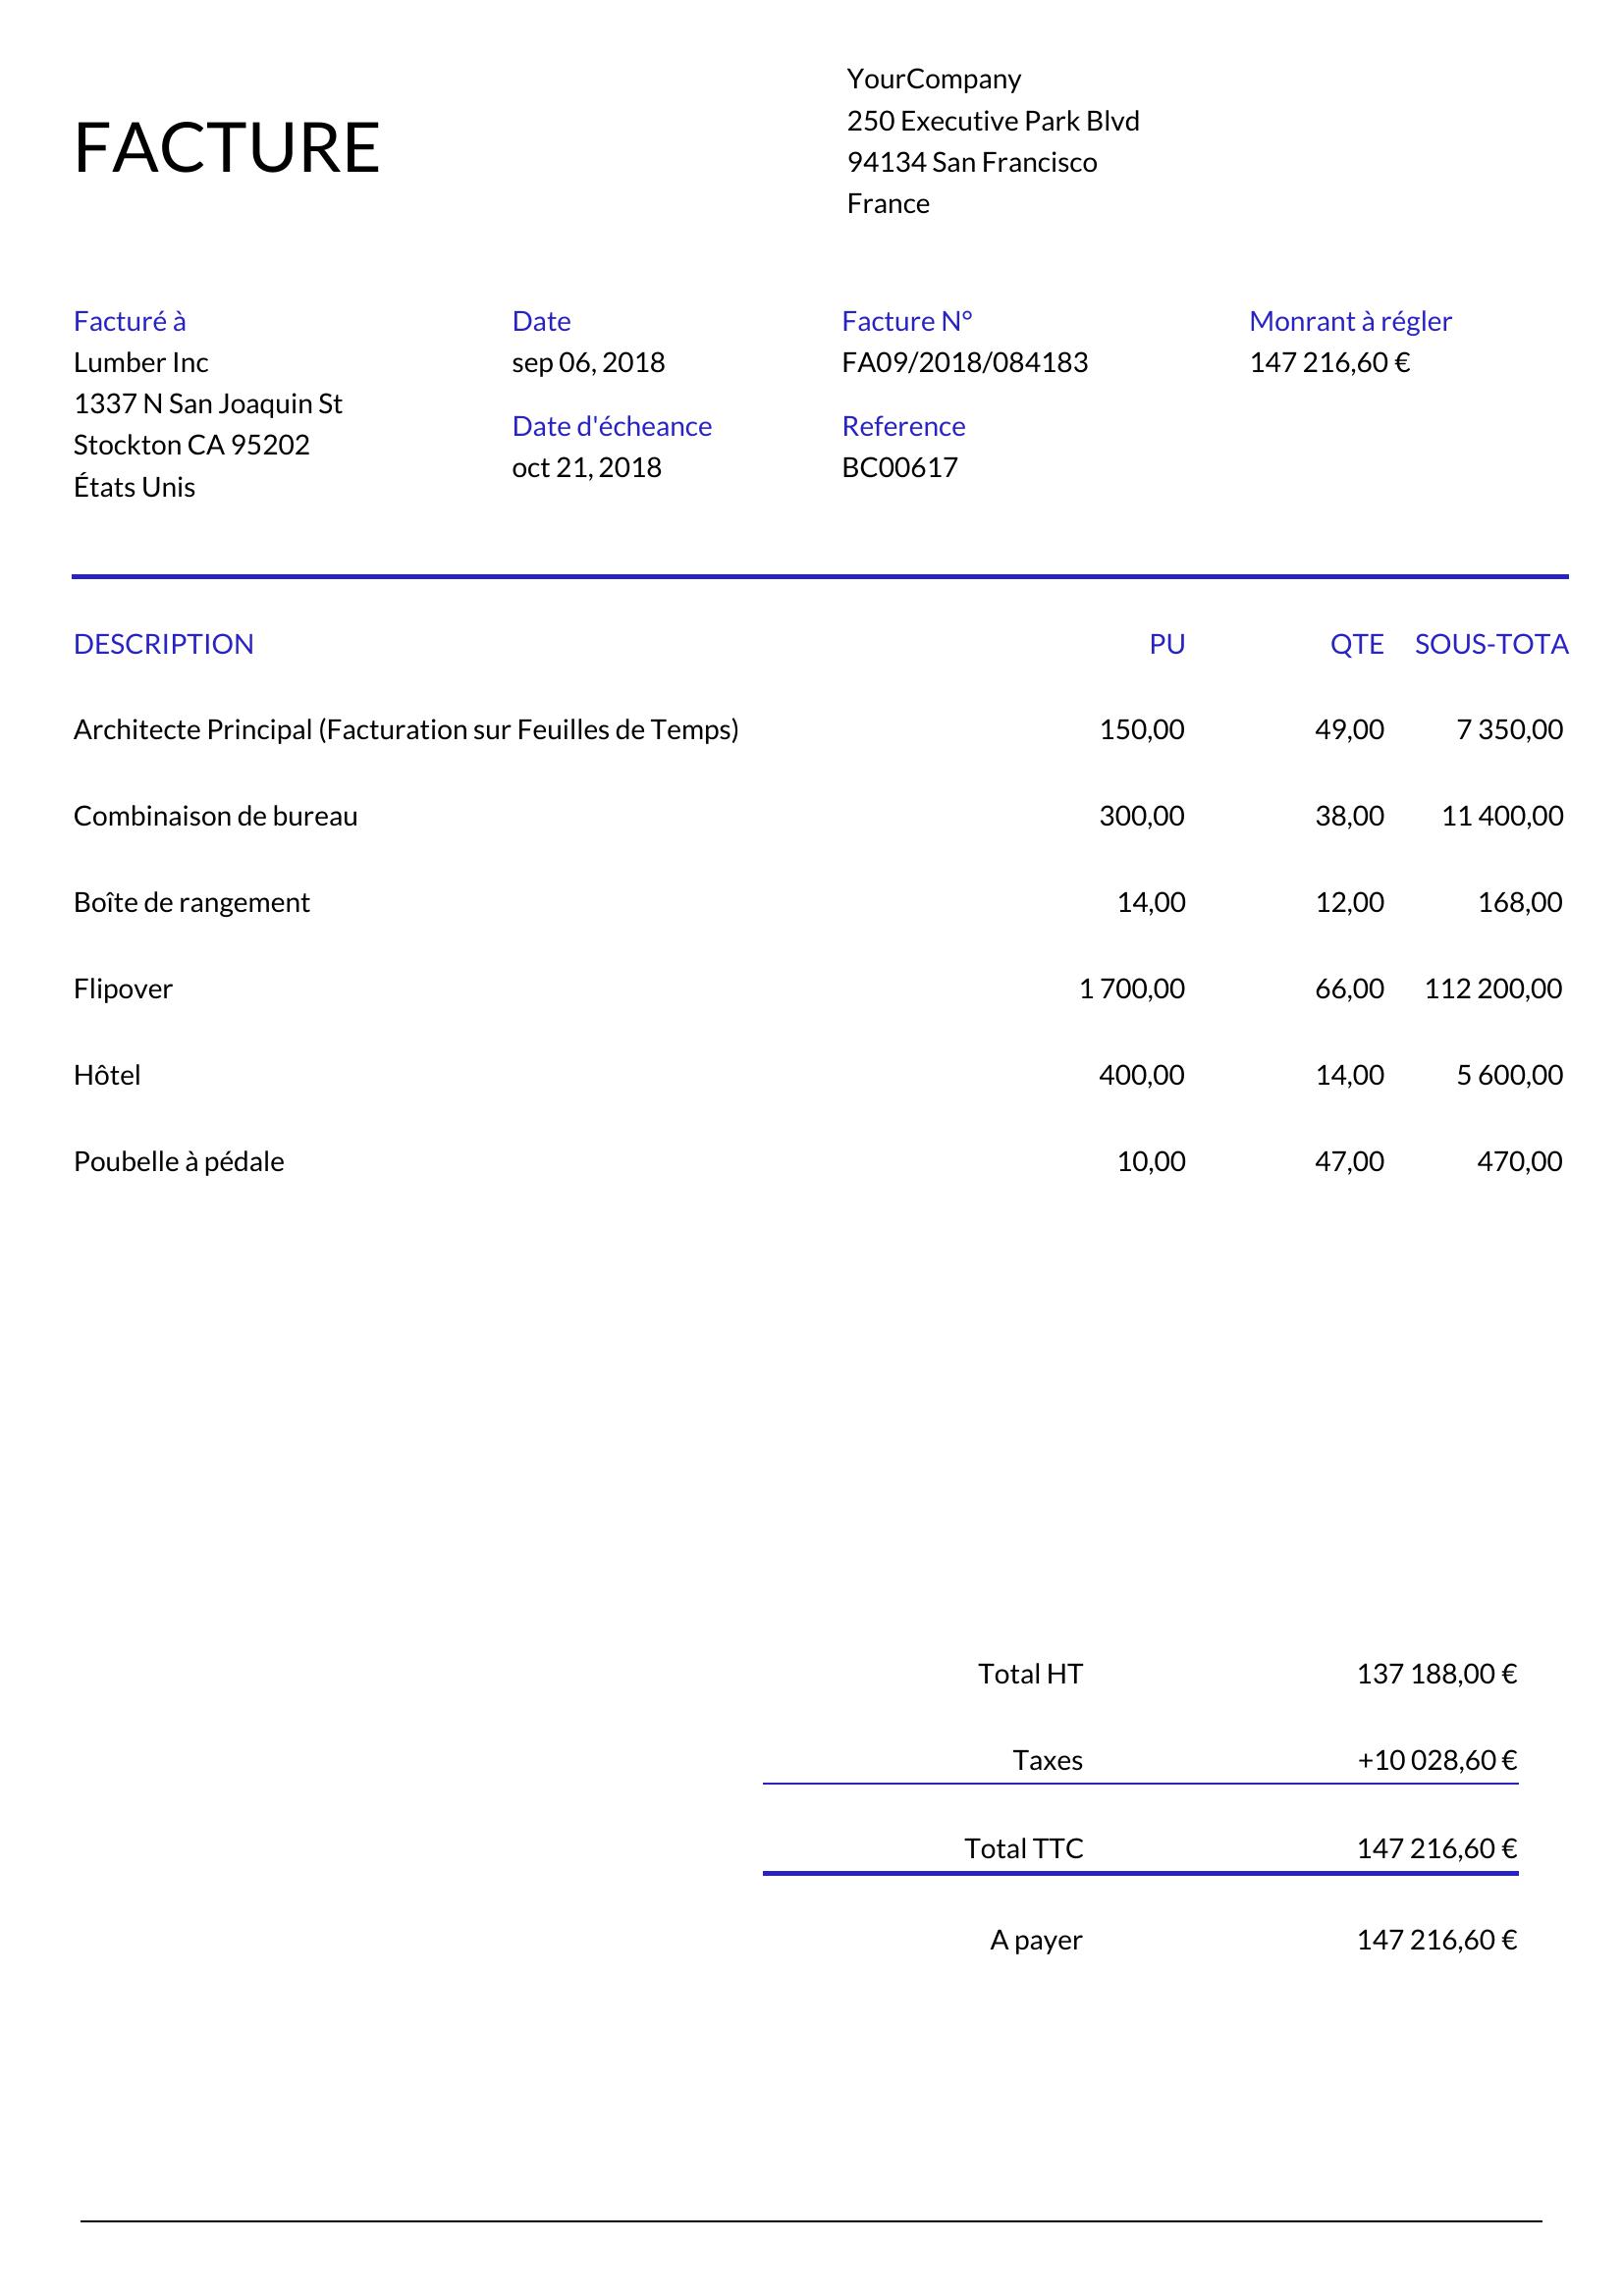 YourCompany
250 Executive Park Blvd
94134 San Francisco
France
FACTURE
Facturé à
Lumber Inc
1337 N San Joaquin St
Stockton CA 95202
États Unis
Date
sep 06, 2018
Date d'écheance
oct 21, 2018
Facture N°
FA09/2018/084183
Reference
BC00617
Monrant à régler
147 216,60 €
DESCRIPTION PU QTE SOUS-TOTA
Architecte Principal (Facturation sur Feuilles de Temps) 150,00 49,00 7 350,00
Combinaison de bureau 300,00 38,00 11 400,00
Boîte de rangement 14,00 12,00 168,00
Flipover 1 700,00 66,00 112 200,00
Hôtel 400,00 14,00 5 600,00
Poubelle à pédale 10,00 47,00 470,00
Total HT 137 188,00 €
Taxes +10 028,60 €
Total TTC 147 216,60 €
A payer 147 216,60 €